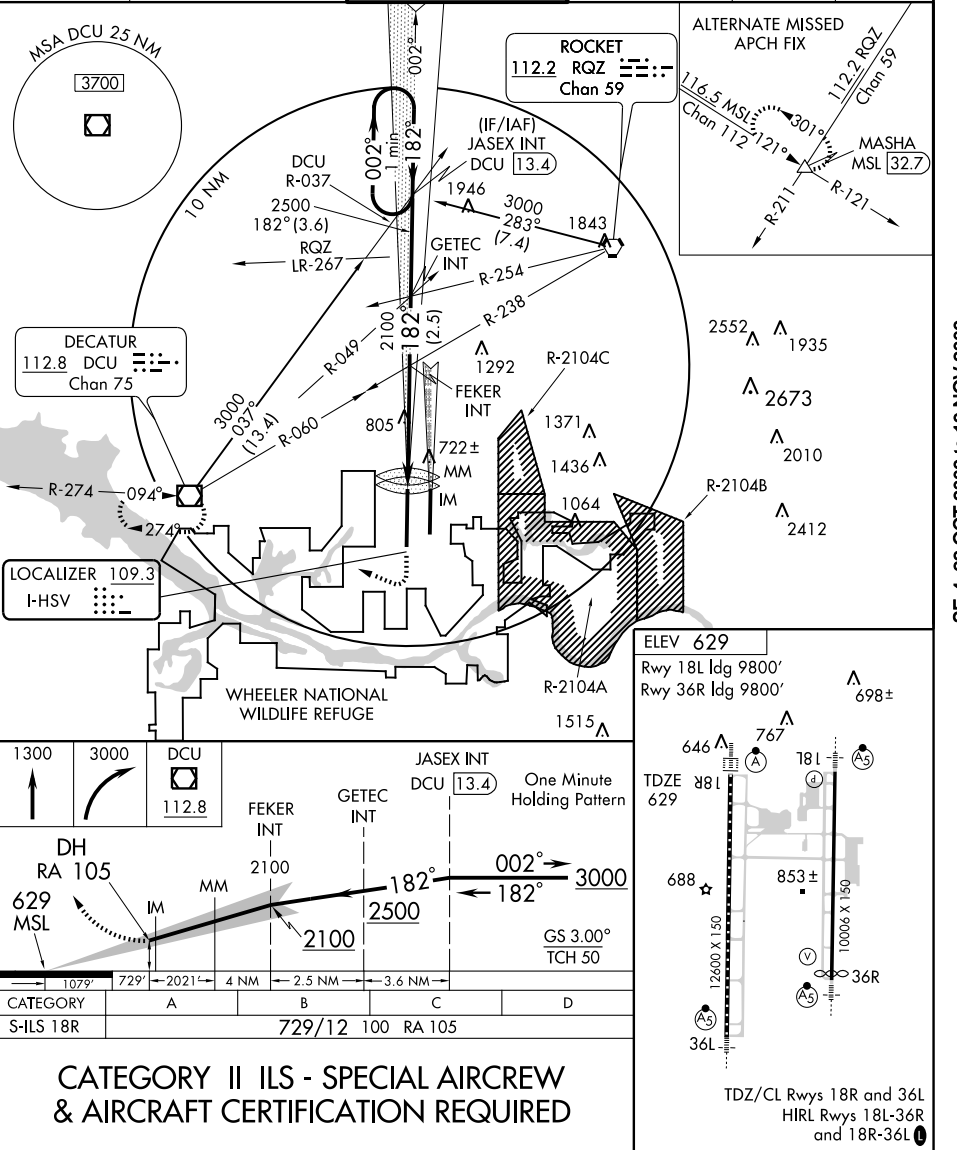 MSA DCU 25 NM
3700
10 NM
002°
002°
1 min
182°
ROCKET
112.2 RQZ
Chan 59
(IF/IAF)
JASEX INT
DCU 13.4
DCU
R-037
2500
182° (3.6)
RQZ
LR-267
1946
3000
283°
(7.4)
1843
GETEC
INT
R-254
R-238
R-049
2100
182°
(2.5)
1292
FEKER
INT
DECATUR
112.8 DCU
Chan 75
3000
037°
(13.4)
R-060
805
722±
MM
IM
R-274
094°
274°
LOCALIZER 109.3
I-HSV
WHEELER NATIONAL
WILDLIFE REFUGE
R-2104C
1371
1436
1064
R-2104B
R-2104A
1515
2552
1935
2673
2010
2412
ALTERNATE MISSED
APCH FIX
112.2 RQZ
Chan 59
116.5 MSL
Chan 112
121°
301°
MASHA
MSL 32.7
R-211
R-121
ELEV 629
Rwy 18L ldg 9800'
Rwy 36R ldg 9800'
698±
767
646
A
A5
TDZE
629
18R
18L
P
688
853±
12600 X 150
10006 X 150
V
36R
A5
A5
36L
TDZ/CL Rwys 18R and 36L
HIRL Rwys 18L-36R
and 18R-36L L
1300
3000
DCU
112.8
JASEX INT
DCU 13.4
One Minute
Holding Pattern
FEKER
INT
GETEC
INT
DH
RA 105
2100
MM
IM
629
MSL
182°
2500
2100
002°
182°
3000
GS 3.00°
TCH 50
1079'
729'
2021'
4 NM
2.5 NM
3.6 NM
CATEGORY A B C D
S-ILS 18R 729/12 100 RA 105
CATEGORY II ILS - SPECIAL AIRCREW
& AIRCRAFT CERTIFICATION REQUIRED